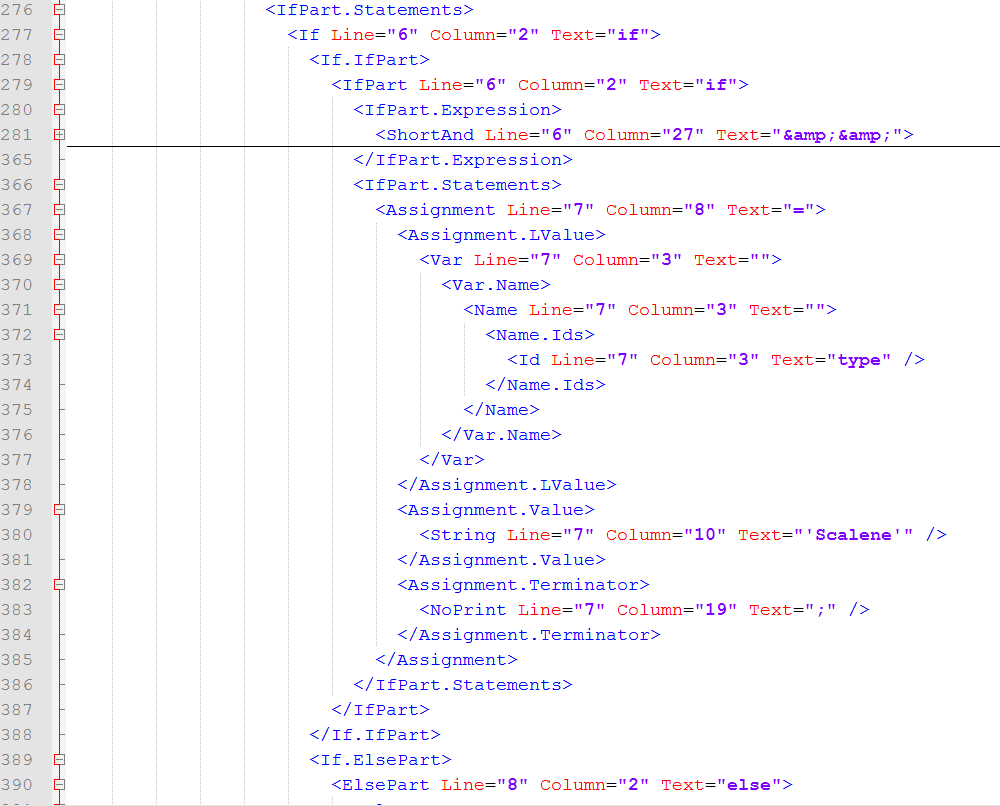 276 <IfPart.Statements>
277 <If Line="6" Column="2" Text="if">
278 <If.IfPart>
279 <IfPart Line="6" Column="2" Text="if">
280 <IfPart.Expression>
281 <ShortAnd Line="6" Column="27" Text="&amp;&amp;">
365 </IfPart.Expression>
366 <IfPart.Statements>
367 <Assignment Line="7" Column="8" Text="=">
368 <Assignment.LValue>
369 <Var Line="7" Column="3" Text="">
370 <Var.Name>
371 <Name Line="7" Column="3" Text="">
372 <Name.Ids>
373 <Id Line="7" Column="3" Text="type" />
374 </Name.Ids>
375 </Name>
376 </Var.Name>
377 </Var>
378 </Assignment.LValue>
379 <Assignment.Value>
380 <String Line="7" Column="10" Text="'Scalene'" />
381 </Assignment.Value>
382 <Assignment.Terminator>
383 <NoPrint Line="7" Column="19" Text=";" />
384 </Assignment.Terminator>
385 </Assignment>
386 </IfPart.Statements>
387 </IfPart>
388 </If.IfPart>
389 <If.ElsePart>
390 <ElsePart Line="8" Column="2" Text="else">